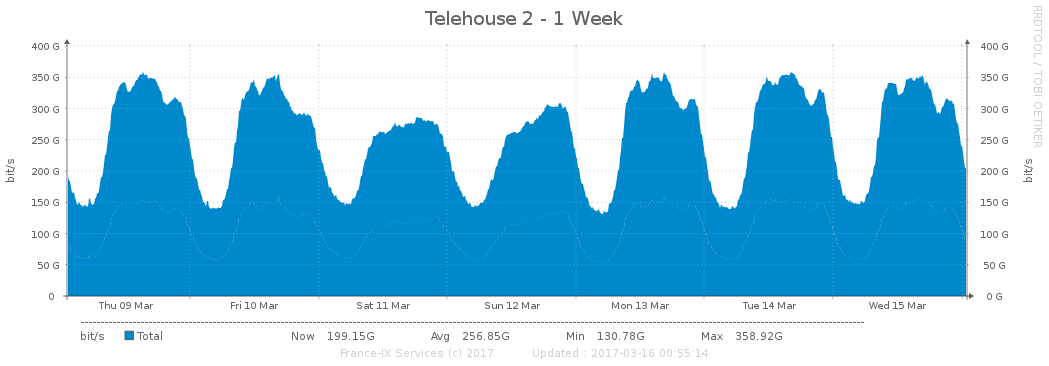 Telehouse 2 - 1 Week
RRDTOOL / TOBI OETIKER
bit/s
bit/s
400 G 400 G
350 G 350 G
300 G 300 G
250 G 250 G
200 G 200 G
150 G 150 G
100 G 100 G
50 G 50 G
0 0 G
Thu 09 Mar Fri 10 Mar Sat 11 Mar Sun 12 Mar Mon 13 Mar Tue 14 Mar Wed 15 Mar
bit/s Total Now 199.15G Avg 256.85G Min 130.78G Max 358.92G
France-IX Services (c) 2017 Updated : 2017-03-16 00:55:14